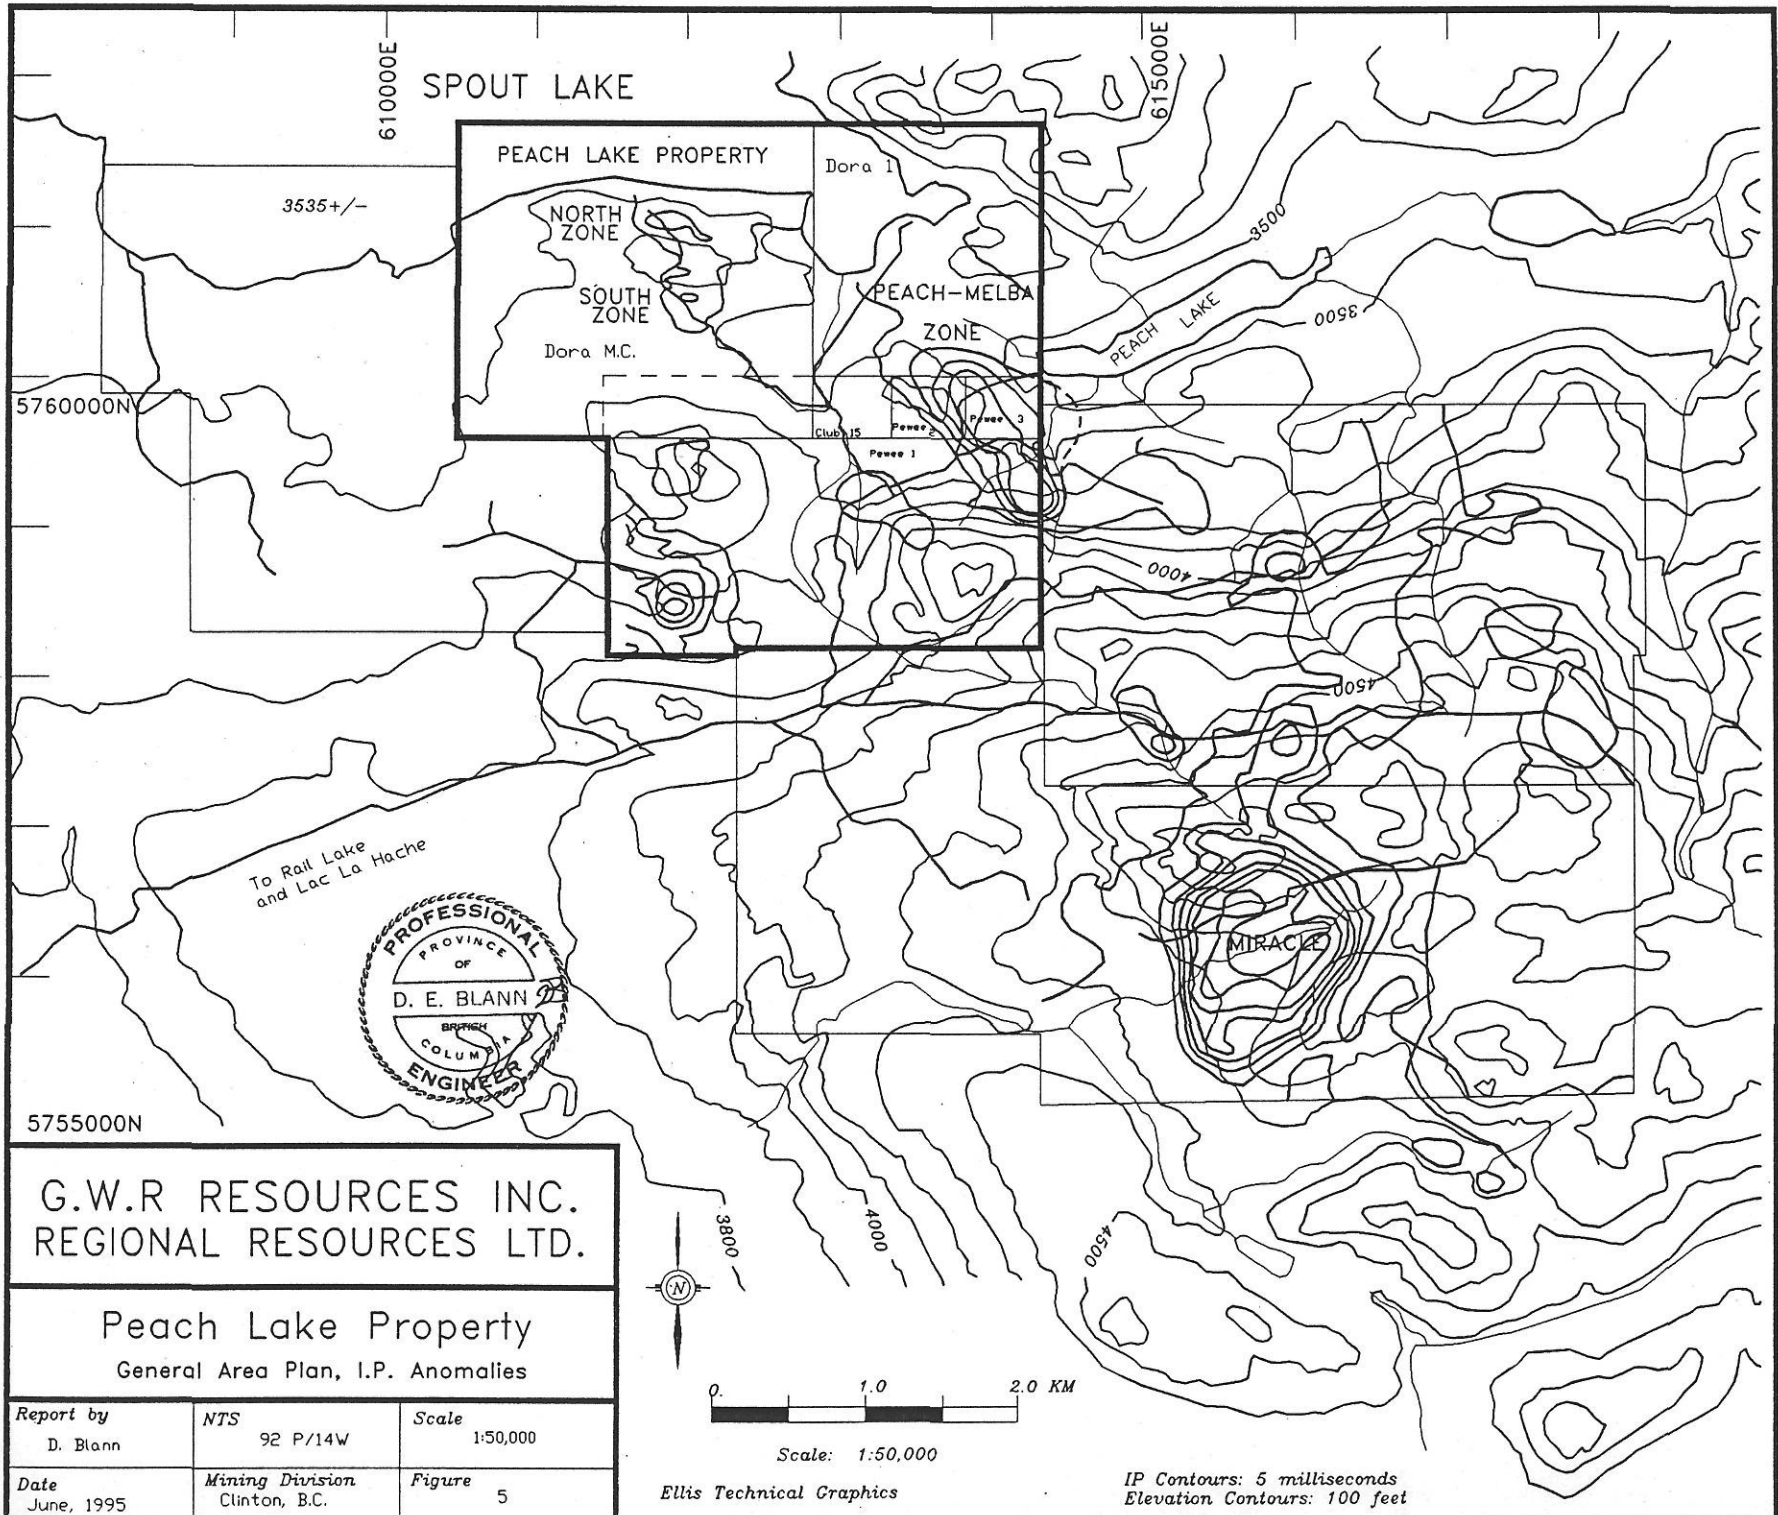 610000E
615000E
SPOUT LAKE
PEACH LAKE PROPERTY
Dora 1
3535+/-
NORTH
ZONE
3500
SOUTH
ZONE
PEACH-MELBA
ZONE
PEACH LAKE
3500
Dora M.C.
5760000N
Club 15
Pewee 2
Pewee 3
Pewee 1
4000
4500
To Rail Lake
and Lac La Hache
PROFESSIONAL
PROVINCE
OF
D. E. BLANN
BRITISH
COLUMBIA
ENGINEER
MIRACLE
5755000N
G.W.R RESOURCES INC.
REGIONAL RESOURCES LTD.
3800
4000
4500
N
Peach Lake Property
General Area Plan, I.P. Anomalies
Report by
D. Blann
NTS
92 P/14W
Scale
1:50,000
Date
June, 1995
Mining Division
Clinton, B.C.
Figure
5
0. 1.0 2.0 KM
Scale: 1:50,000
Ellis Technical Graphics
IP Contours: 5 milliseconds
Elevation Contours: 100 feet